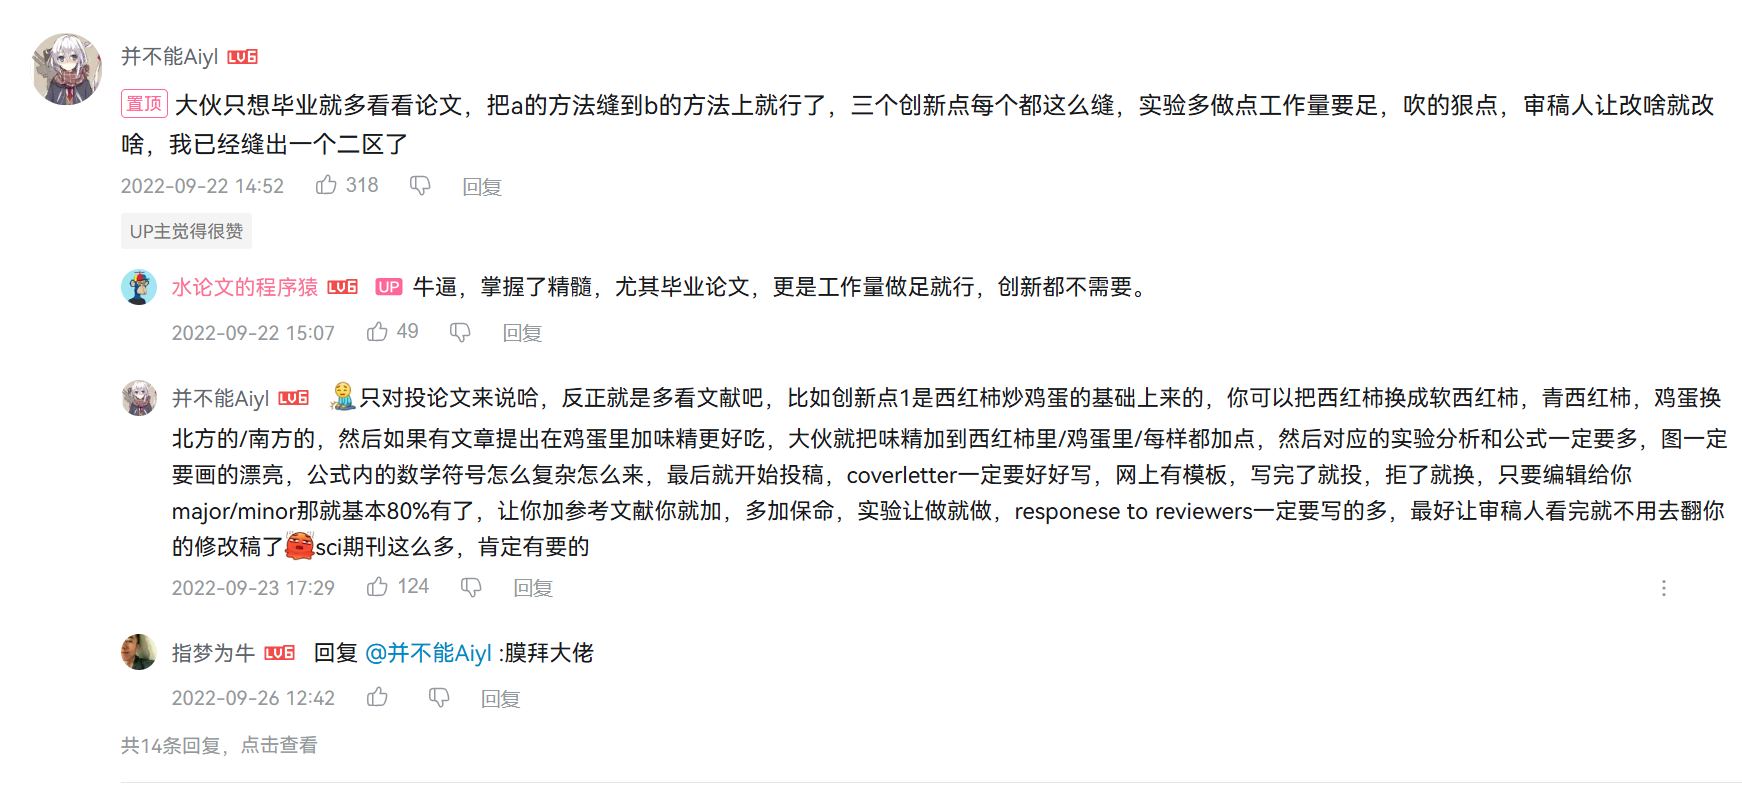 并不能Aiyl LV6
置顶 大伙只想毕业就多看看论文，把a的方法缝到b的方法上就行了，三个创新点每个都这么缝，实验多做点工作量要足，吹的狠点，审稿人让改啥就改
啥，我已经缝出一个二区了
2022-09-22 14:52 318 回复
UP主觉得很赞
水论文的程序猿 LV6 UP 牛逼，掌握了精髓，尤其毕业论文，更是工作量做足就行，创新都不需要。
2022-09-22 15:07 49 回复
并不能Aiyl LV6 只对投论文来说哈，反正就是多看文献吧，比如创新点1是西红柿炒鸡蛋的基础上来的，你可以把西红柿换成软西红柿，青西红柿，鸡蛋换
北方的/南方的，然后如果有文章提出在鸡蛋里加味精更好吃，大伙就把味精加到西红柿里/鸡蛋里/每样都加点，然后对应的实验分析和公式一定要多，图一定
要画的漂亮，公式内的数学符号怎么复杂怎么来，最后就开始投稿，coverletter一定要好好写，网上有模板，写完了就投，拒了就换，只要编辑给你
major/minor那就基本80%有了，让你加参考文献你就加，多加保命，实验让做就做，responese to reviewers一定要写的多，最好让审稿人看完就不用去翻你
的修改稿了sci期刊这么多，肯定有要的
2022-09-23 17:29 124 回复
指梦为牛 LV6 回复 @并不能Aiyl :膜拜大佬
2022-09-26 12:42 回复
共14条回复，点击查看